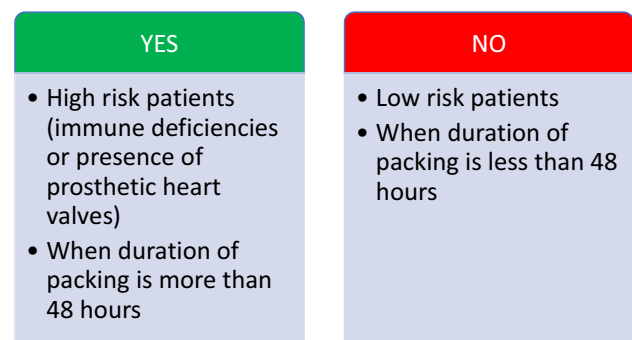 YES
• High risk patients
(immune deficiencies
or presence of
prosthetic heart
valves)
• When duration of
packing is more than
48 hours
NO
• Low risk patients
• When duration of
packing is less than 48
hours